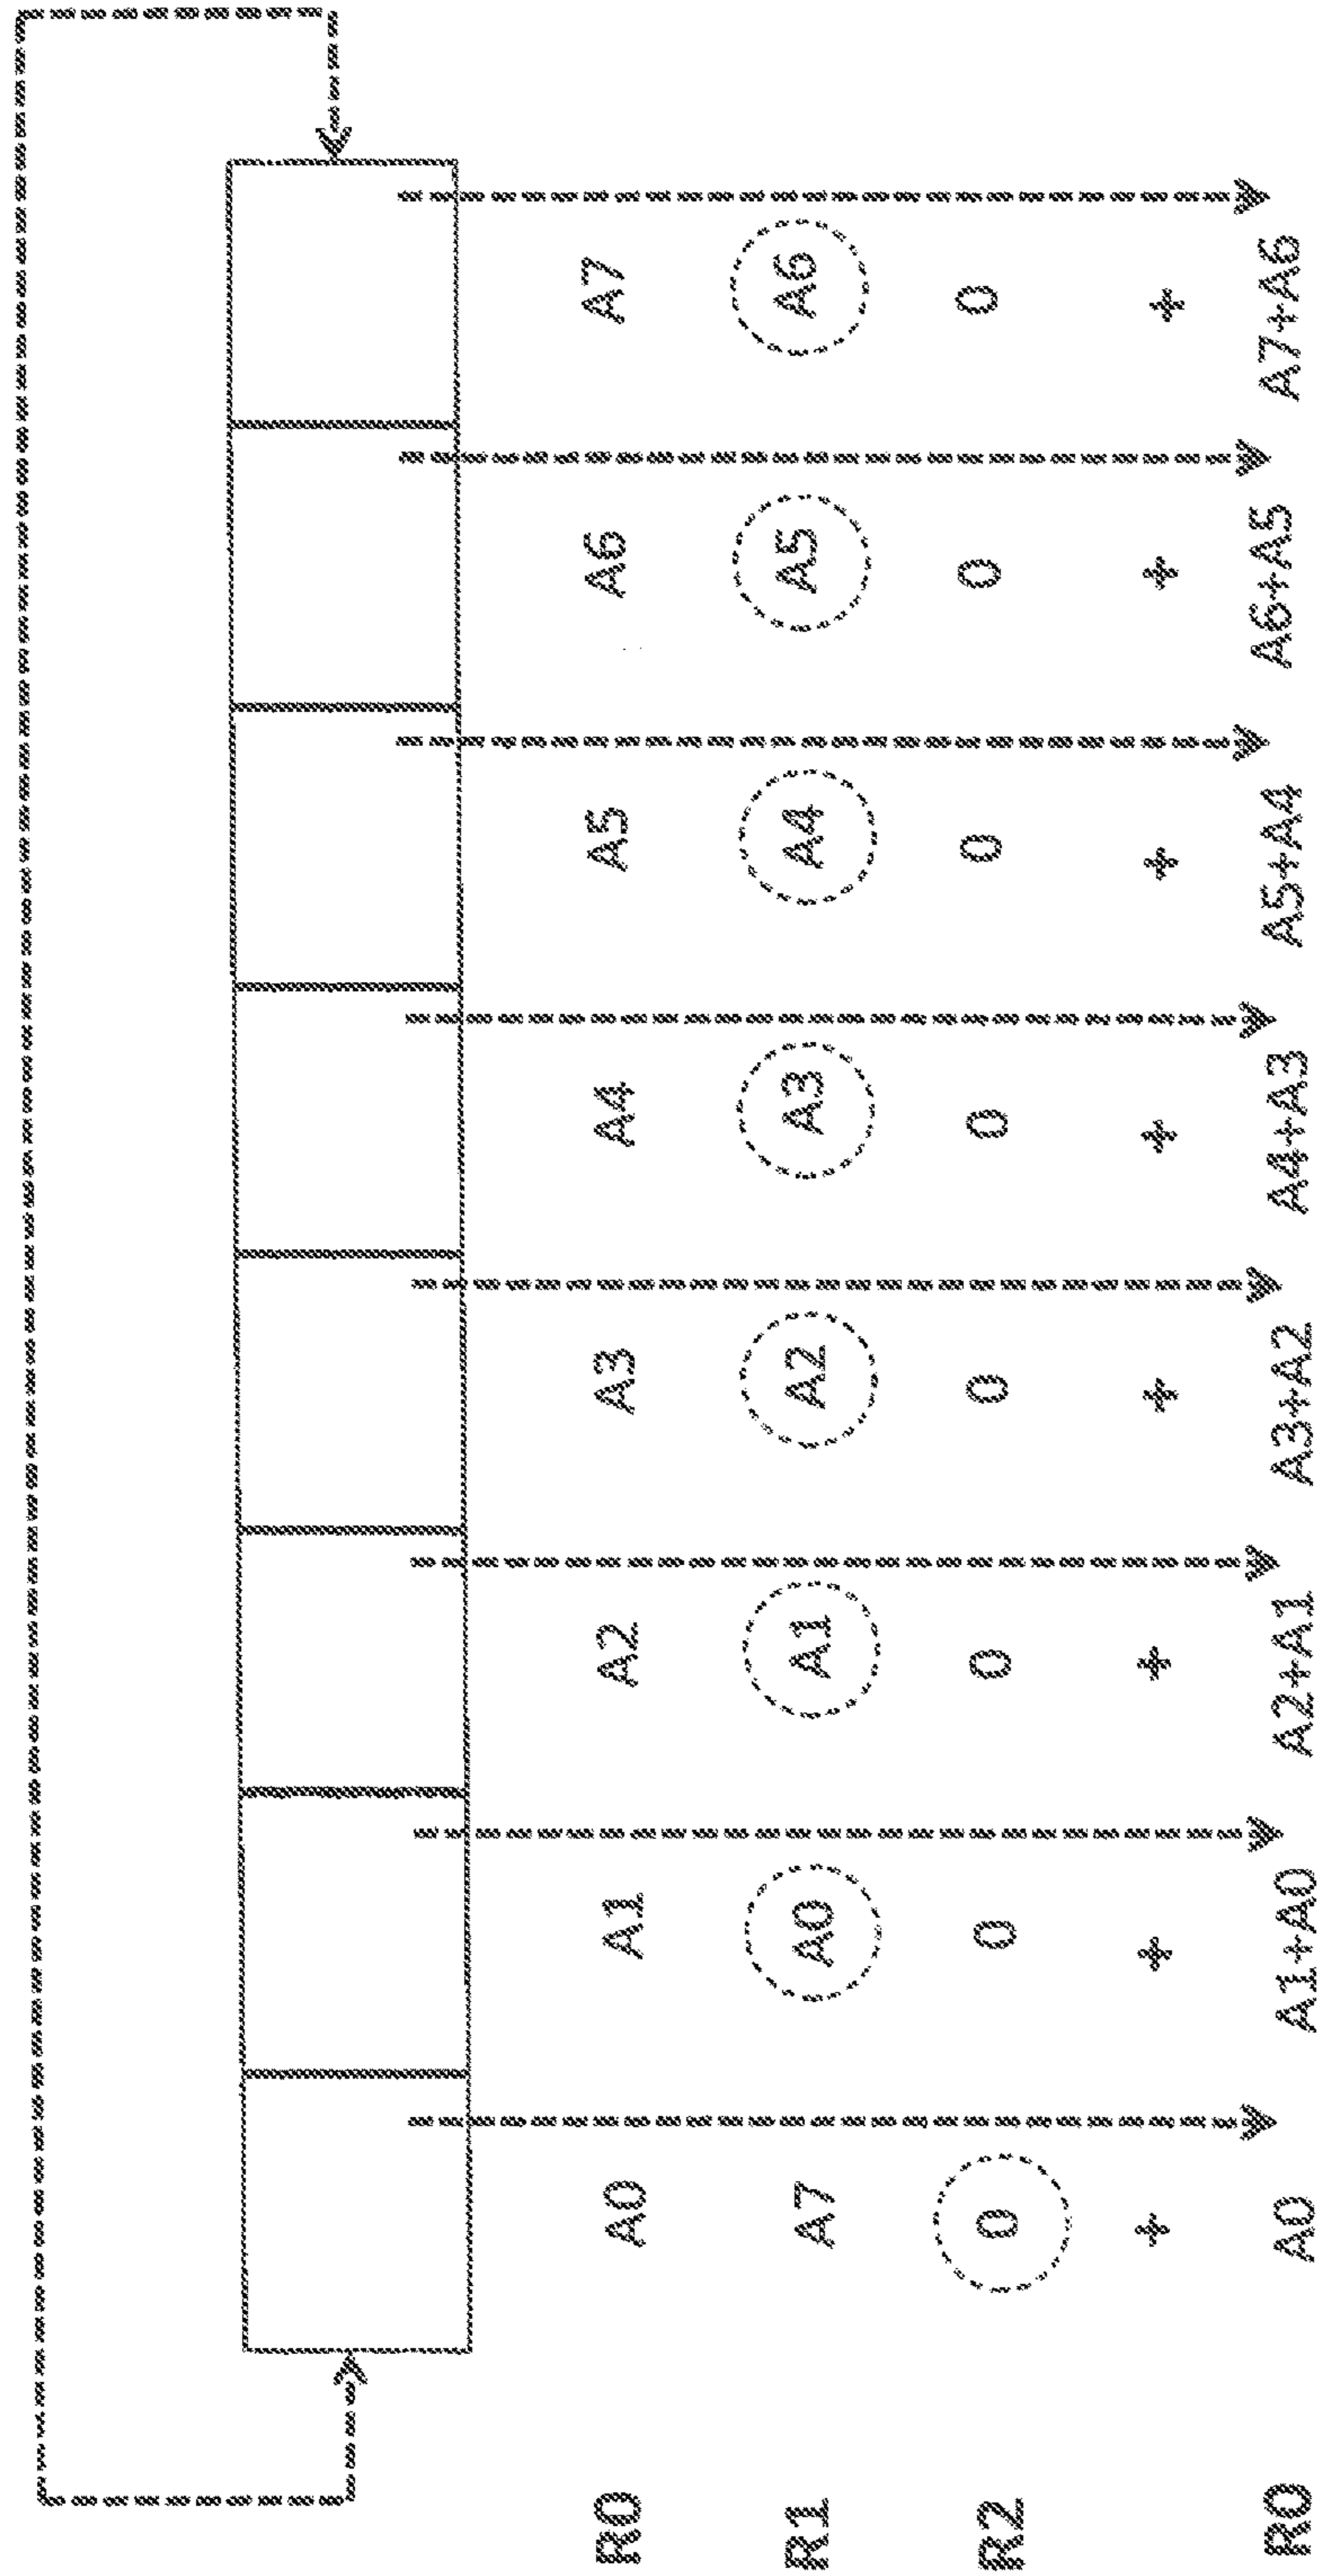 R0 A0 A1 A2 A3 A4 A5 A6 A7
R1 A7 A0 A1 A2 A3 A4 A5 A6
R2 0 0 0 0 0 0 0 0
+ + + + + + + +
R0 A0 A1+A0 A2+A1 A3+A2 A4+A3 A5+A4 A6+A5 A7+A6